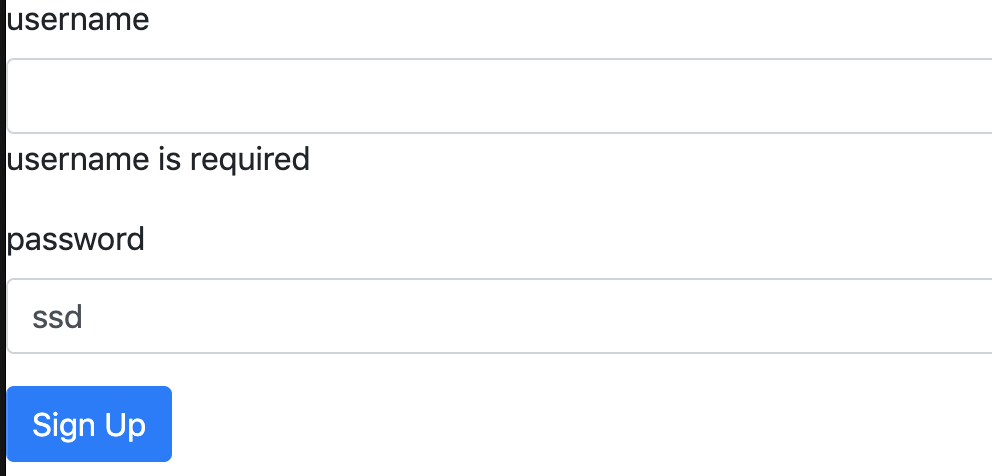 username
username is required
password
ssd
Sign Up